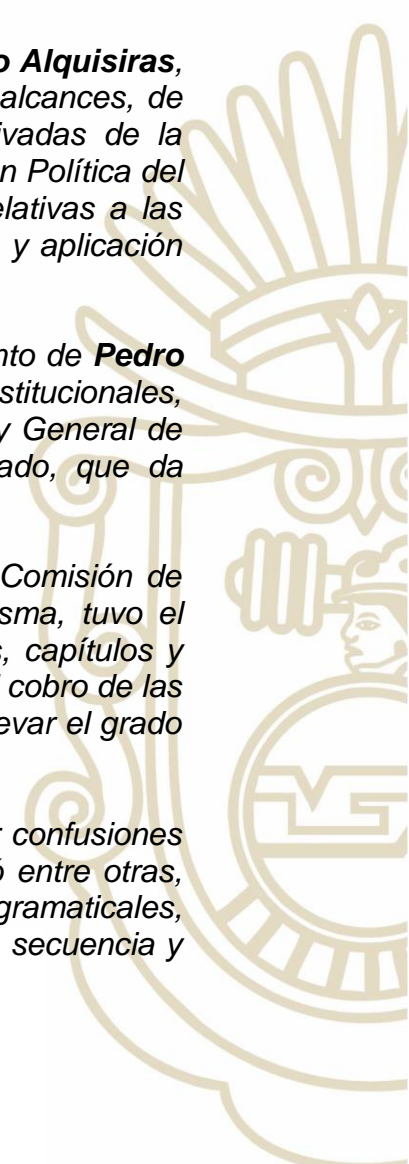 o Alquisiras,
alcances, de
ivadas de la
n Política del
elativas a las
y aplicación
nto de Pedro
stitucionales,
y General de
ado, que da
Comisión de
sma, tuvo el
s, capítulos y
cobro de las
evar el grado
confusiones
ó entre otras,
gramaticales,
secuencia y